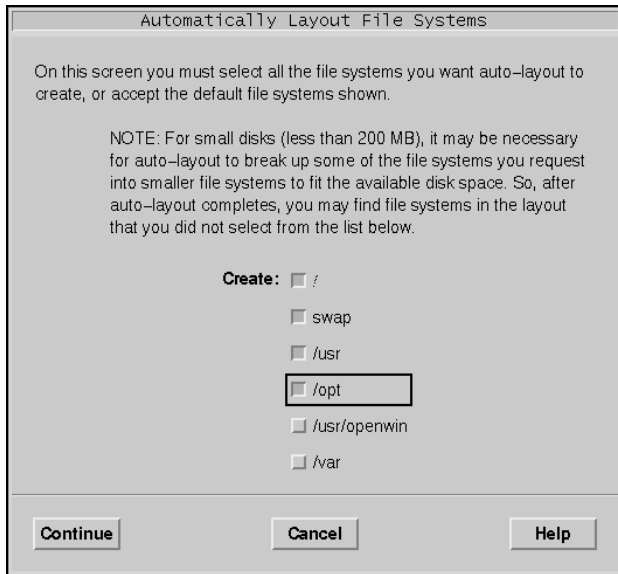 Automatically Layout File Systems
On this screen you must select all the file systems you want auto-layout to
create, or accept the default file systems shown.
NOTE: For small disks (less than 200 MB), it may be necessary
for auto-layout to break up some of the file systems you request
into smaller file systems to fit the available disk space. So, after
auto-layout completes, you may find file systems in the layout
that you did not select from the list below.
Create: /
swap
/usr
/opt
/usr/openwin
/var
Continue Cancel Help